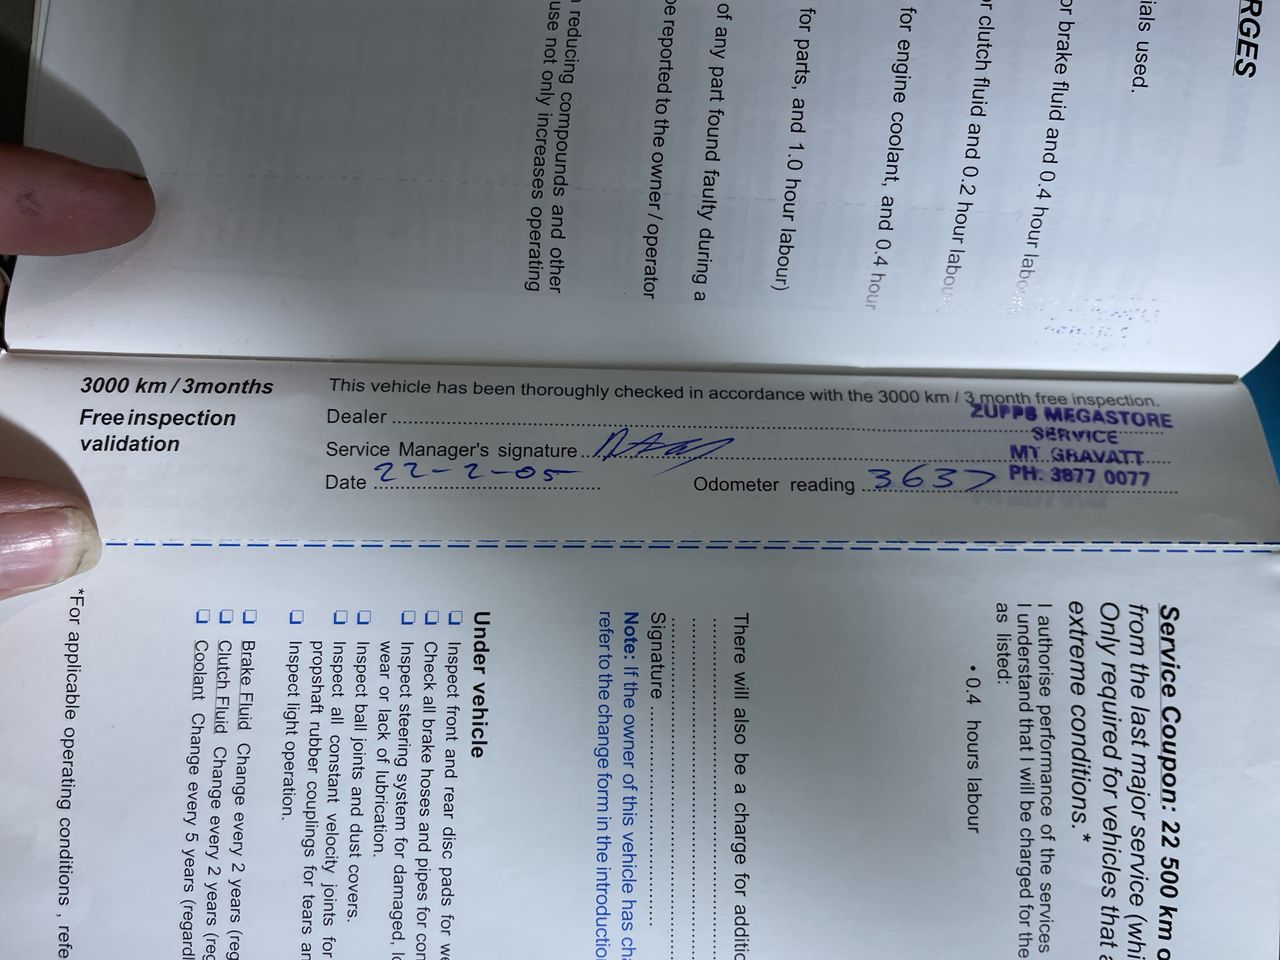 RGES
ials used.
or brake fluid and 0.4 hour labo
or clutch fluid and 0.2 hour labou
for engine coolant, and 0.4 hour
for parts, and 1.0 hour labour)
of any part found faulty during a
be reported to the owner / operator
reducing compounds and other
use not only increases operating
3000 km / 3months
Free inspection
validation
This vehicle has been thoroughly checked in accordance with the 3000 km / 3 month free inspection.
Dealer
ZUPPS MEGASTORE
SERVICE
MT GRAVATT
PH. 3877 0077
Service Manager's signature
Date 22-2-05
Odometer reading 3637
Service Coupon: 22 500 km o
from the last major service (whi
Only required for vehicles that a
extreme conditions.*
I authorise performance of the services
I understand that I will be charged for the
as listed:
• 0.4 hours labour
There will also be a charge for additio
Signature
Note: If the owner of this vehicle has cha
refer to the change form in the introductio
Under vehicle
❑ Inspect front and rear disc pads for we
❑ Check all brake hoses and pipes for con
❑ Inspect steering system for damaged, lo
wear or lack of lubrication.
❑ Inspect ball joints and dust covers.
❑ Inspect all constant velocity joints for
propshaft rubber couplings for tears an
❑ Inspect light operation.
❑ Brake Fluid Change every 2 years (reg
❑ Clutch Fluid Change every 2 years (reg
❑ Coolant Change every 5 years (regardl
*For applicable operating conditions , refe